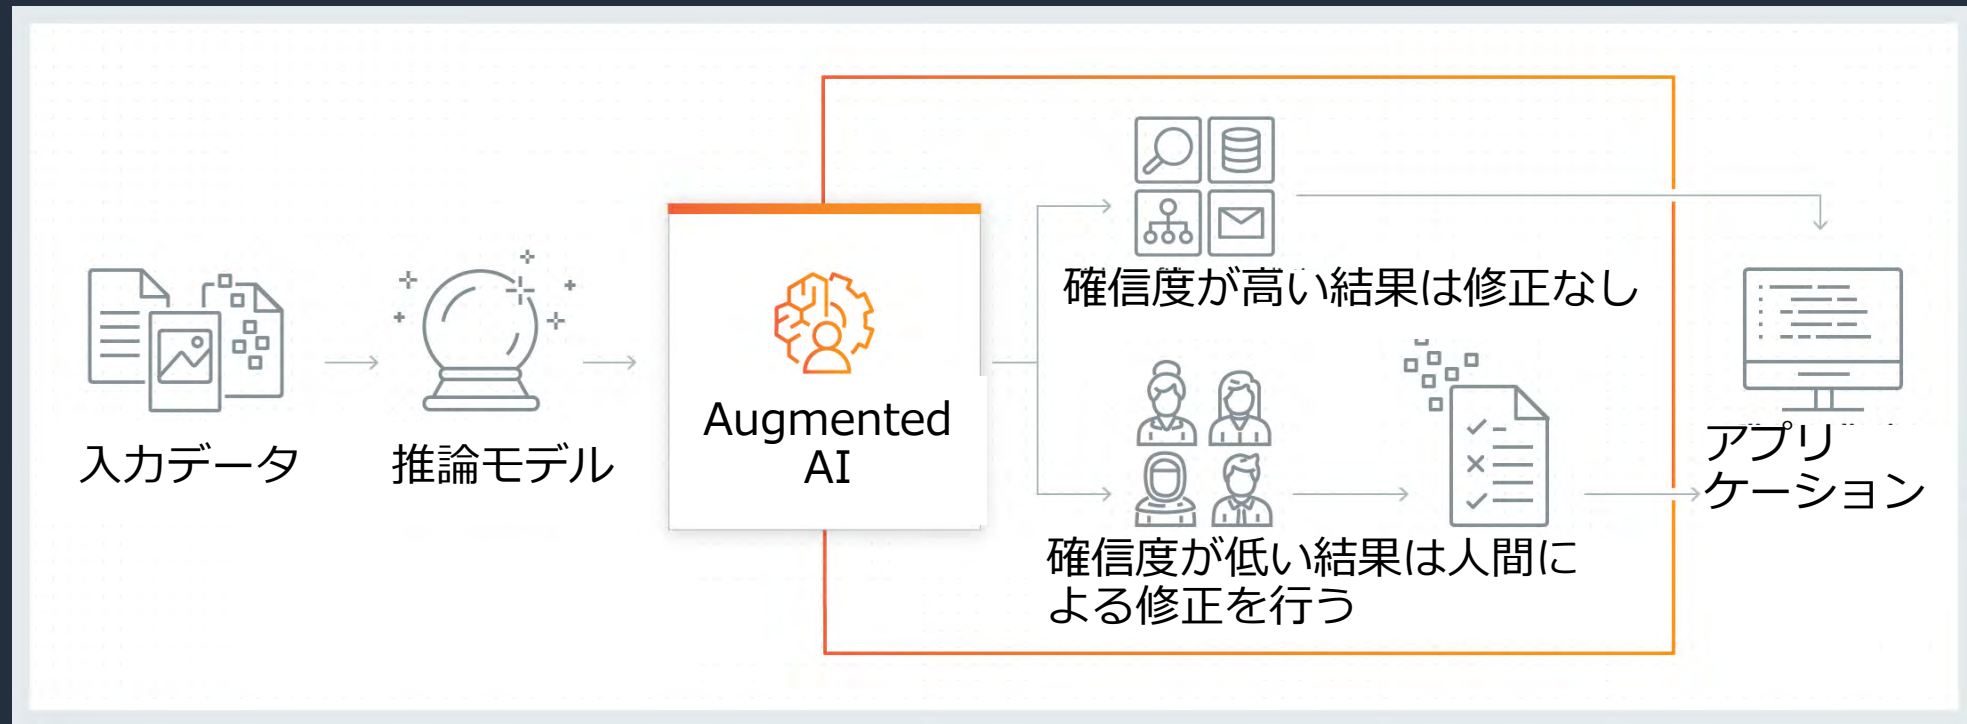 入力データ
推論モデル
Augmented
AI
確信度が高い結果は修正なし
確信度が低い結果は人間に
よる修正を行う
アプリ
ケーション